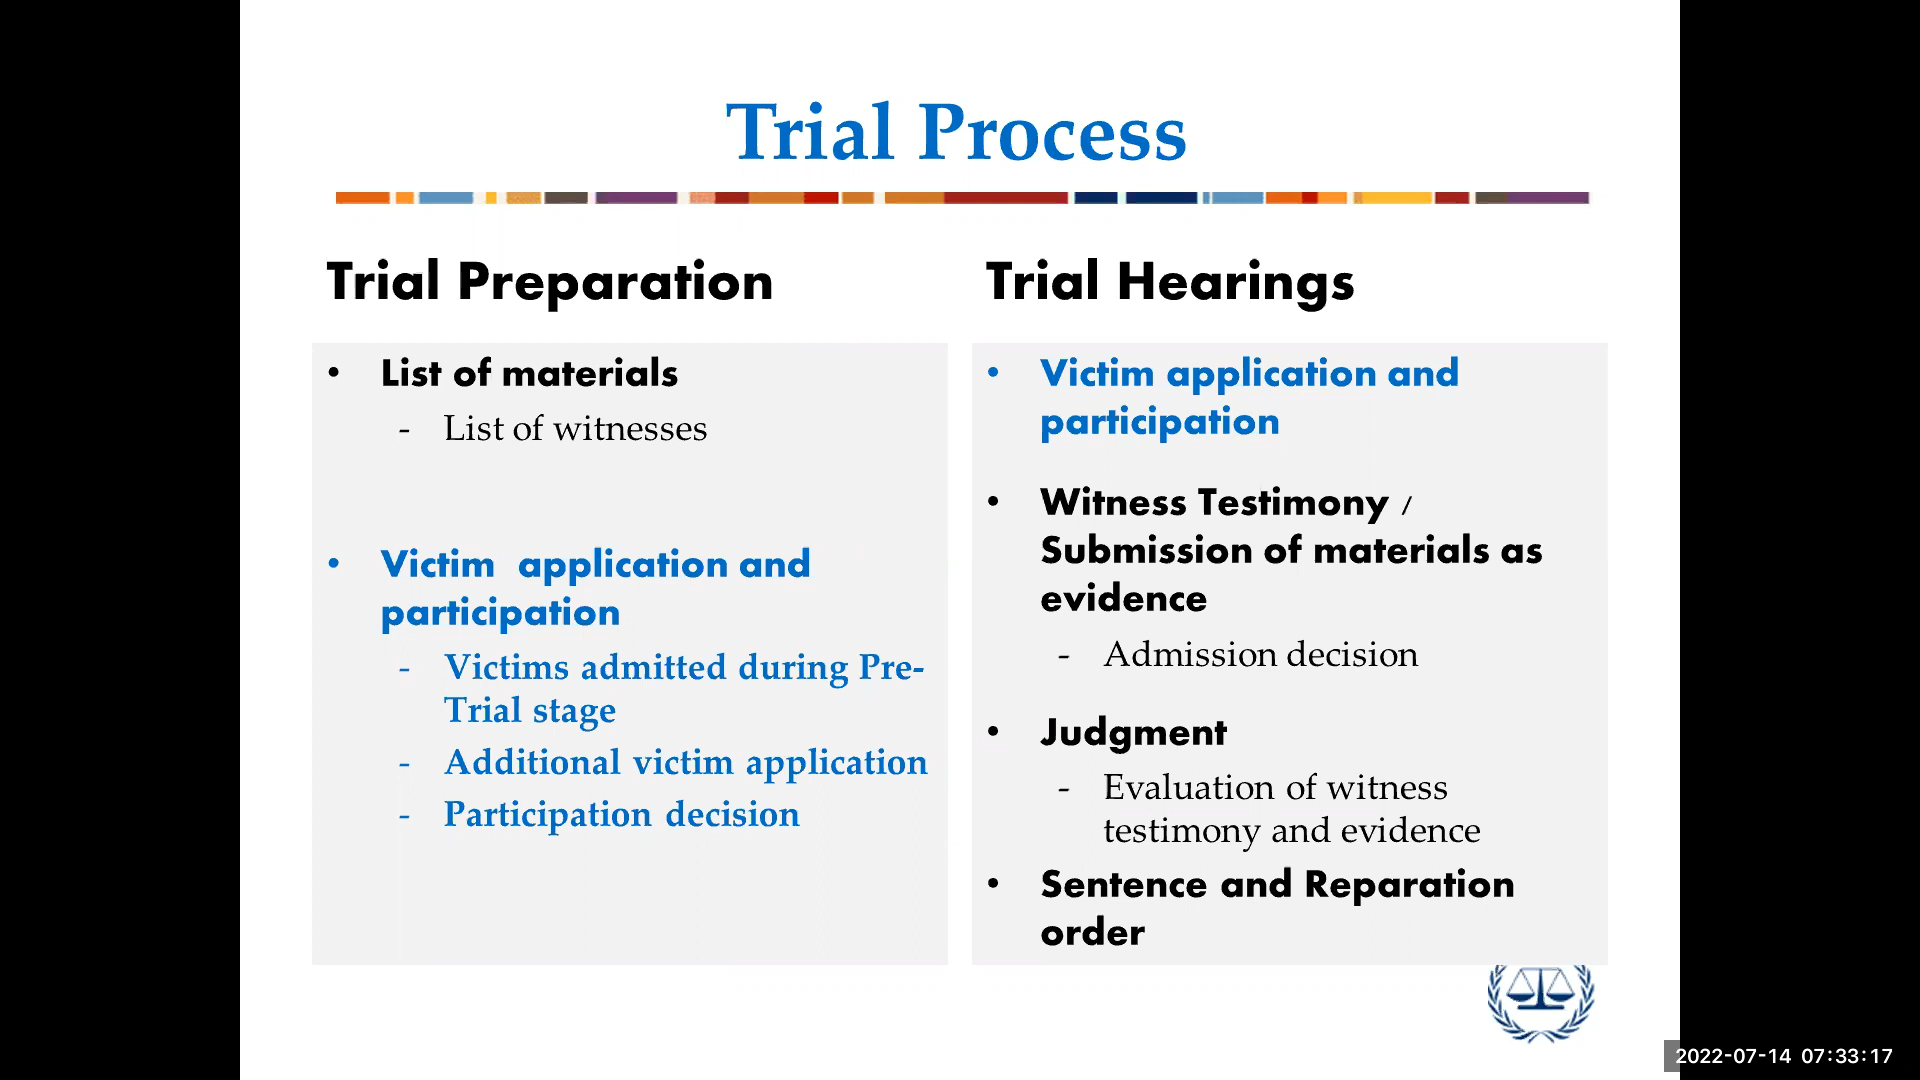 Trial Process
Trial Preparation
• List of materials
- List of witnesses
• Victim  application and
participation
- Victims admitted during Pre-
Trial stage
- Additional victim application
- Participation decision
Trial Hearings
• Victim application and
participation
• Witness Testimony /
Submission of materials as
evidence
- Admission decision
• Judgment
- Evaluation of witness
testimony and evidence
• Sentence and Reparation
order
2022-07-14 07:33:17